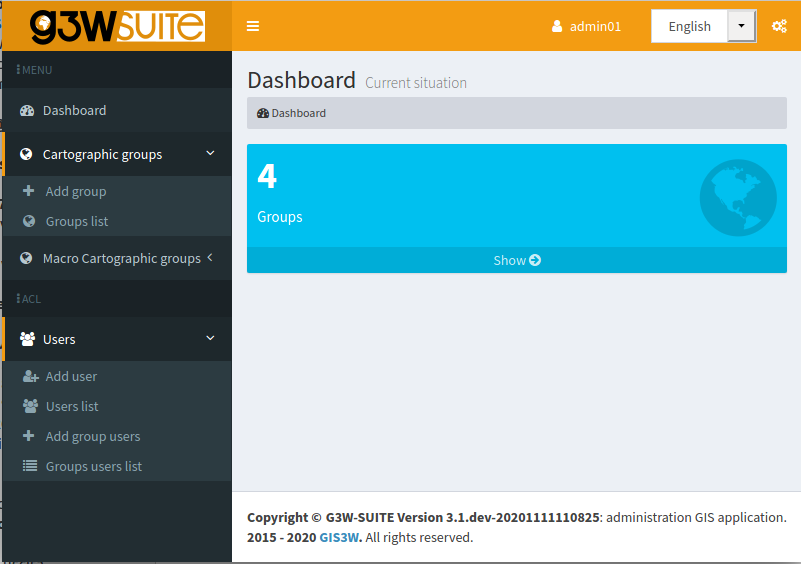 g3wSUITE
admin01
English
MENU
Dashboard
Cartographic groups
Add group
Groups list
Macro Cartographic groups
ACL
Users
Add user
Users list
Add group users
Groups users list
Dashboard Current situation
Dashboard
4
Groups
Show
Copyright © G3W-SUITE Version 3.1.dev-20201111110825: administration GIS application.
2015 - 2020 GIS3W. All rights reserved.